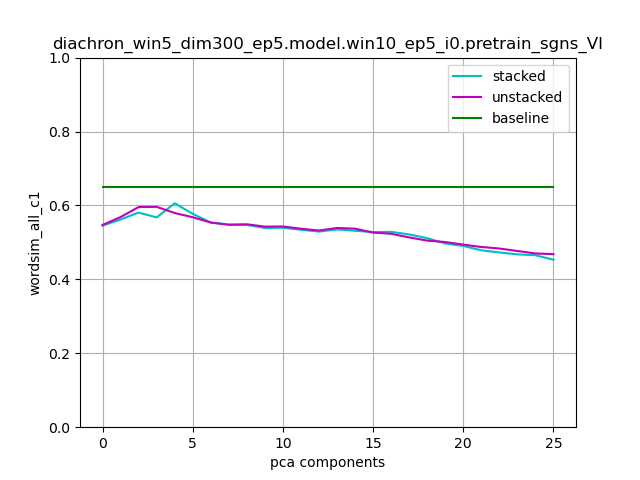 diachron_win5_dim300_ep5.model.win10_ep5_i0.pretrain_sgns_VI
1.0
0.8
0.6
0.4
0.2
0.0
wordsim_all_c1
stacked
unstacked
baseline
0 5 10 15 20 25
pca components